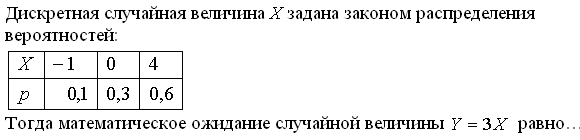 Дискретная случайная величина X задана законом распределения
вероятностей:
X −1 0 4
p 0,1 0,3 0,6
Тогда математическое ожидание случайной величины Y = 3X равно…